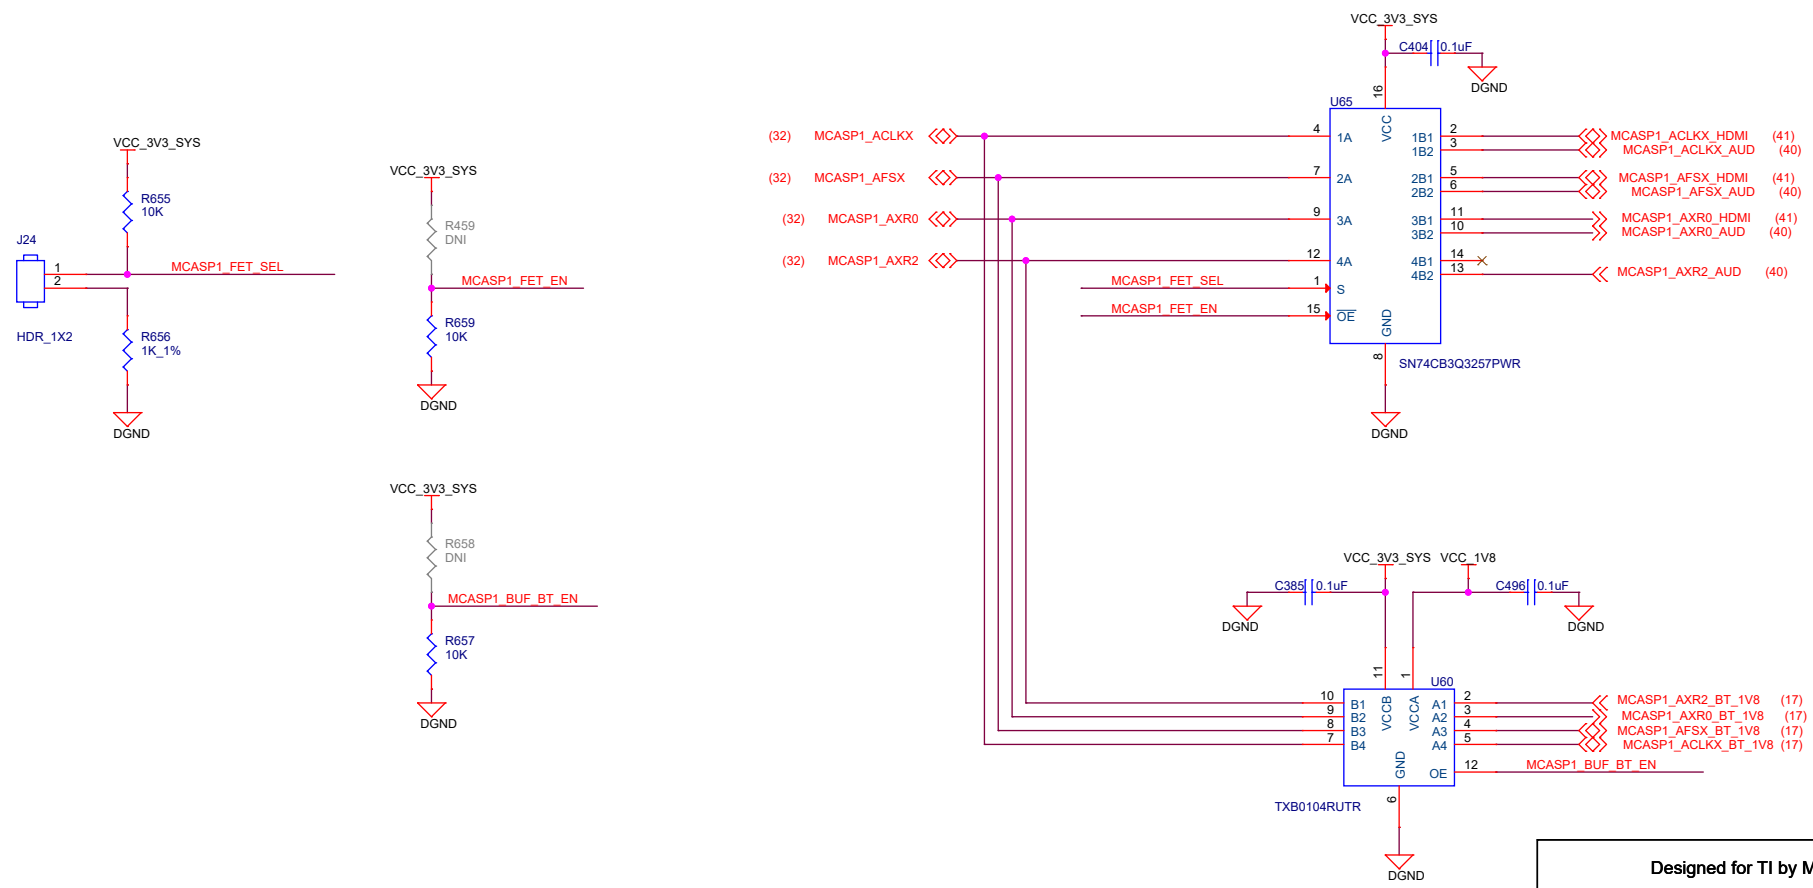 VCC_3V3_SYS
R655
10K
J24
1
2
MCASP1_FET_SEL
HDR_1X2
R656
1K_1%
DGND
VCC_3V3_SYS
R459
DNI
MCASP1_FET_EN
R659
10K
DGND
VCC_3V3_SYS
R658
DNI
MCASP1_BUF_BT_EN
R657
10K
DGND
VCC_3V3_SYS
C404 0.1uF
DGND
16
U65
(32) MCASP1_ACLKX 4 1A VCC 1B1 2 MCASP1_ACLKX_HDMI (41)
1B2 3 MCASP1_ACLKX_AUD (40)
(32) MCASP1_AFSX 7 2A 2B1 5 MCASP1_AFSX_HDMI (41)
2B2 6 MCASP1_AFSX_AUD (40)
(32) MCASP1_AXR0 9 3A 3B1 11 MCASP1_AXR0_HDMI (41)
3B2 10 MCASP1_AXR0_AUD (40)
(32) MCASP1_AXR2 12 4A 4B1 14
4B2 13 MCASP1_AXR2_AUD (40)
MCASP1_FET_SEL 1 S
MCASP1_FET_EN 15 OE GND
8
SN74CB3Q3257PWR
DGND
VCC_3V3_SYS VCC_1V8
C385 0.1uF C496 0.1uF
DGND DGND
11 1
U60
10 B1 VCCB VCCA A1 2 MCASP1_AXR2_BT_1V8 (17)
9 B2 A2 3 MCASP1_AXR0_BT_1V8 (17)
8 B3 A3 4 MCASP1_AFSX_BT_1V8 (17)
7 B4 A4 5 MCASP1_ACLKX_BT_1V8 (17)
GND OE 12 MCASP1_BUF_BT_EN
6
TXB0104RUTR
DGND
Designed for TI by M